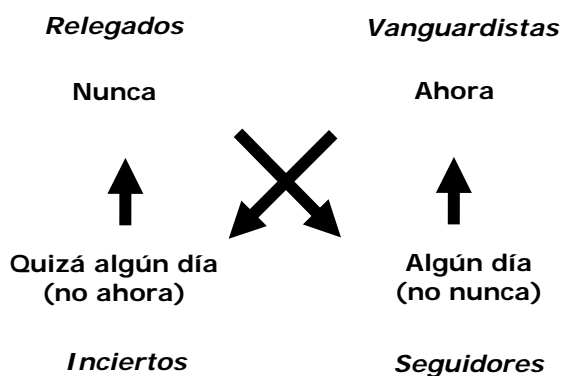 Relegados
Vanguardistas
Nunca
Ahora
Quizá algún día
(no ahora)
Algún día
(no nunca)
Inciertos
Seguidores